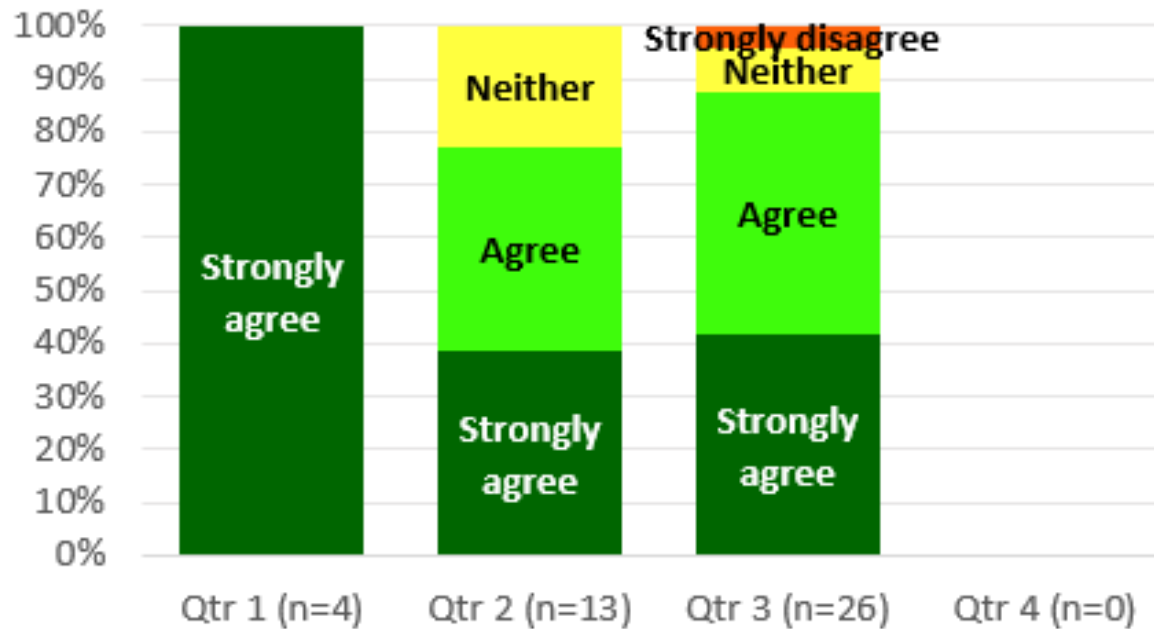 100%
90%
80%
70%
60%
50%
40%
30%
20%
10%
0%
Strongly
agree
Neither
Agree
Strongly
agree
Strongly disagree
Neither
Agree
Strongly
agree
Qtr 1 (n=4)
Qtr 2 (n=13)
Qtr 3 (n=26)
Qtr 4 (n=0)